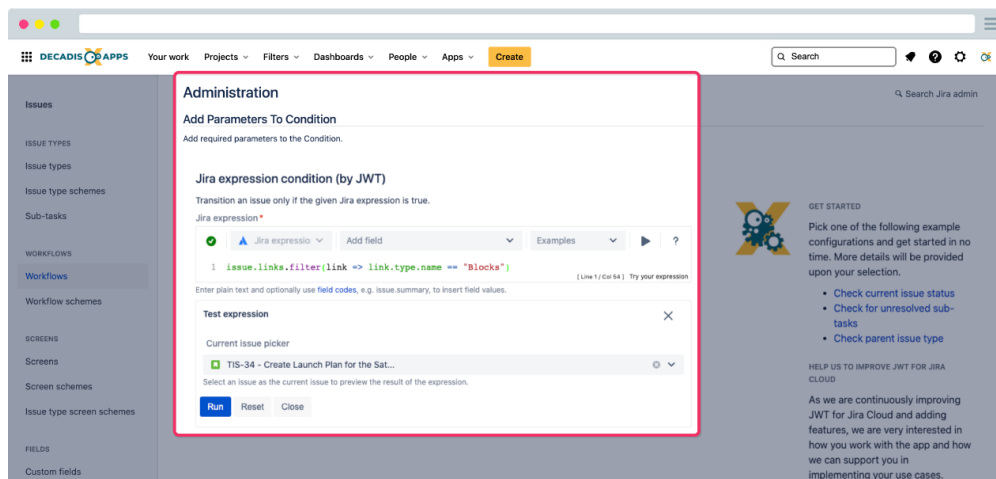 DECADIS APPS Your work Projects Filters Dashboards People Apps Create Search
Issues
ISSUE TYPES
Issue types
Issue type schemes
Sub-tasks
WORKFLOWS
Workflows
Workflow schemes
SCREENS
Screens
Screen schemes
Issue type screen schemes
FIELDS
Custom fields
Administration
Search Jira admin
Add Parameters To Condition
Add required parameters to the Condition.
Jira expression condition (by JWT)
Transition an issue only if the given Jira expression is true.
Jira expression*
Jira expressio Add field Examples ?
1 issue.links.filter(link => link.type.name == "Blocks")
[ Line 1 / Col 54 ] Try your expression
Enter plain text and optionally use field codes, e.g. issue.summary, to insert field values.
Test expression
Current issue picker
TIS-34 - Create Launch Plan for the Sat...
Select an issue as the current issue to preview the result of the expression.
Run Reset Close
GET STARTED
Pick one of the following example
configurations and get started in no
time. More details will be provided
upon your selection.
• Check current issue status
• Check for unresolved sub-
tasks
• Check parent issue type
HELP US TO IMPROVE JWT FOR JIRA
CLOUD
As we are continuously improving
JWT for Jira Cloud and adding
features, we are very interested in
how you work with the app and how
we can support you in
implementing your use cases.